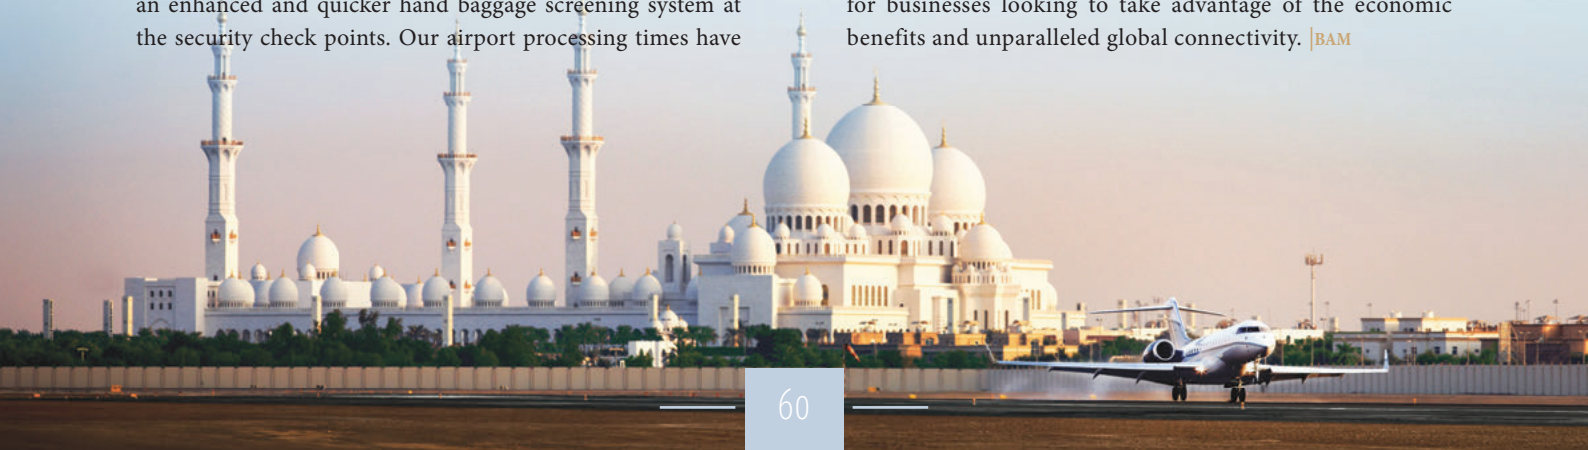 an enhanced and quicker hand baggage screening system at
the security check points. Our airport processing times have
for businesses looking to take advantage of the economic
benefits and unparalleled global connectivity. |BAM
60